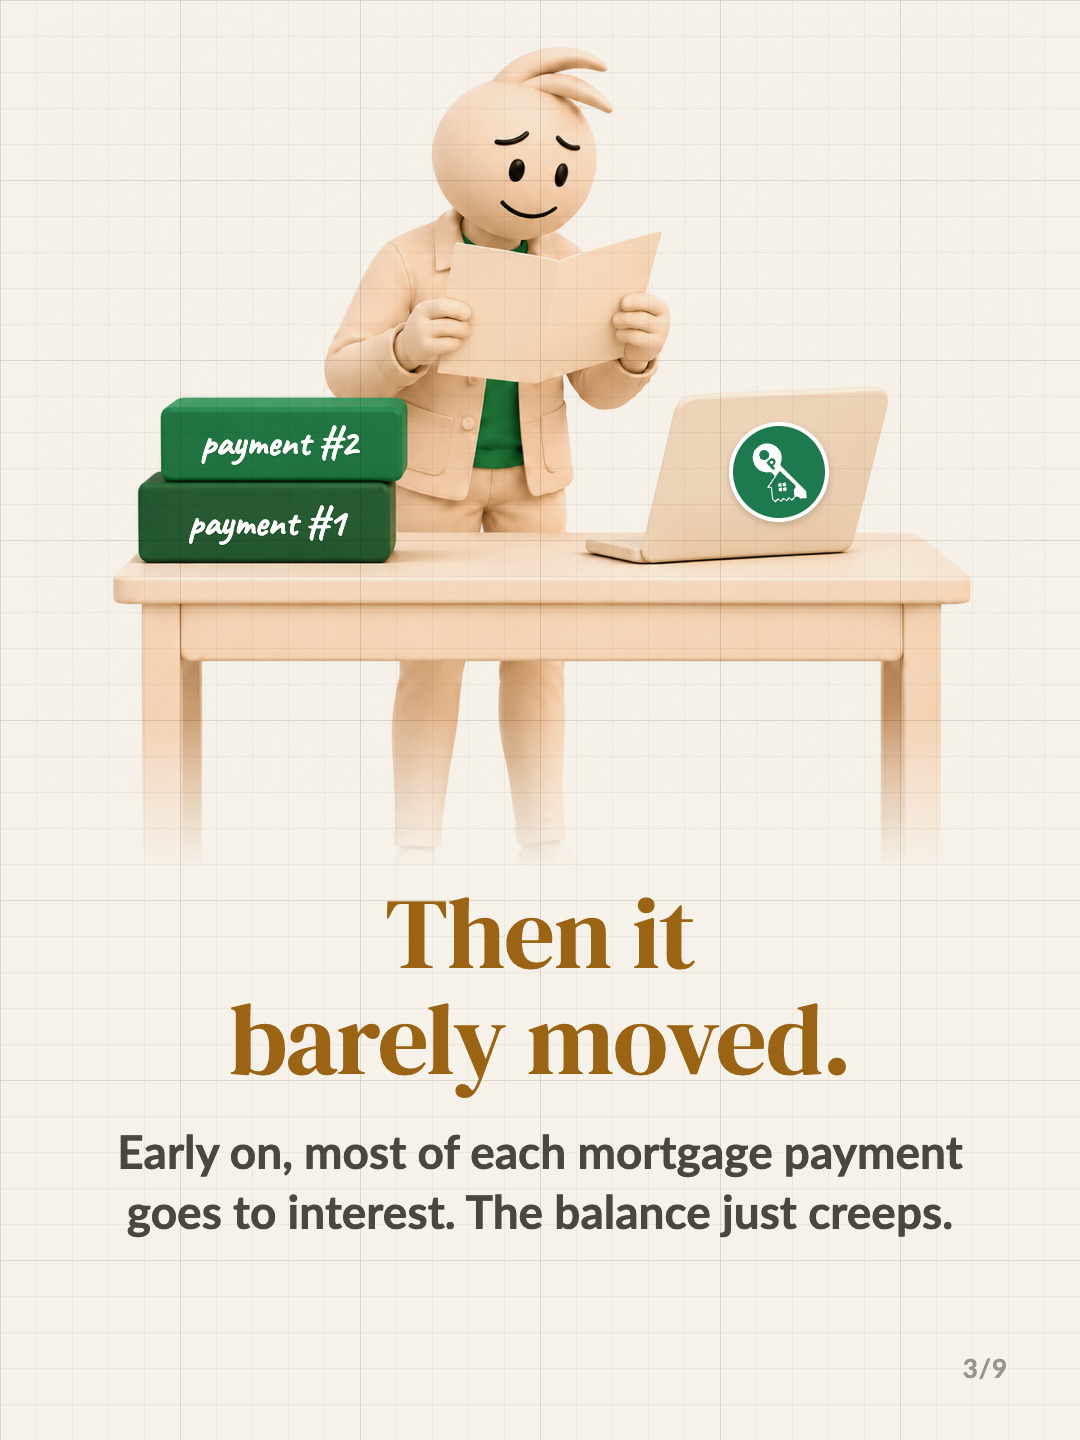 payment #2
payment #1
P
Then it
barely moved.
Early on, most of each mortgage payment
goes to interest. The balance just creeps.
3/9